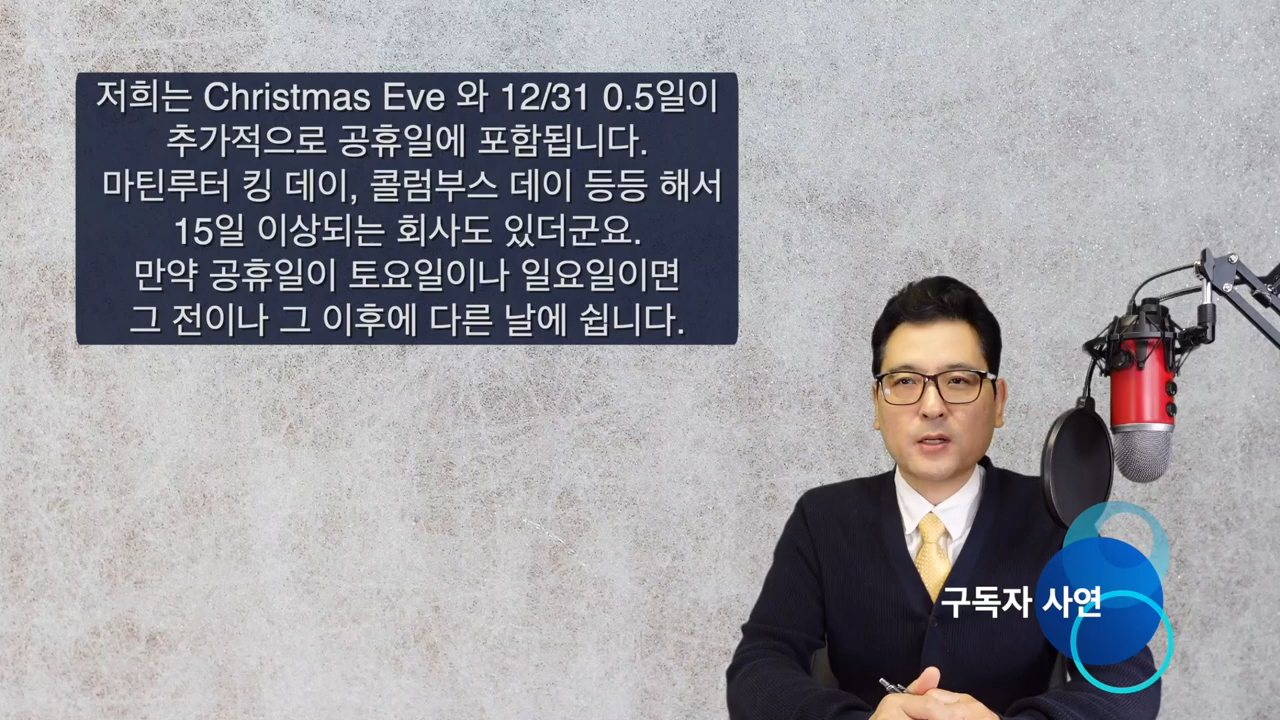 저희는 Christmas Eve 와 12/31 0.5일이
추가적으로 공휴일에 포함됩니다.
마틴루터 킹 데이, 콜럼부스 데이 등등 해서
15일 이상되는 회사도 있더군요.
만약 공휴일이 토요일이나 일요일이면
그 전이나 그 이후에 다른 날에 쉽니다.
구독자 사연